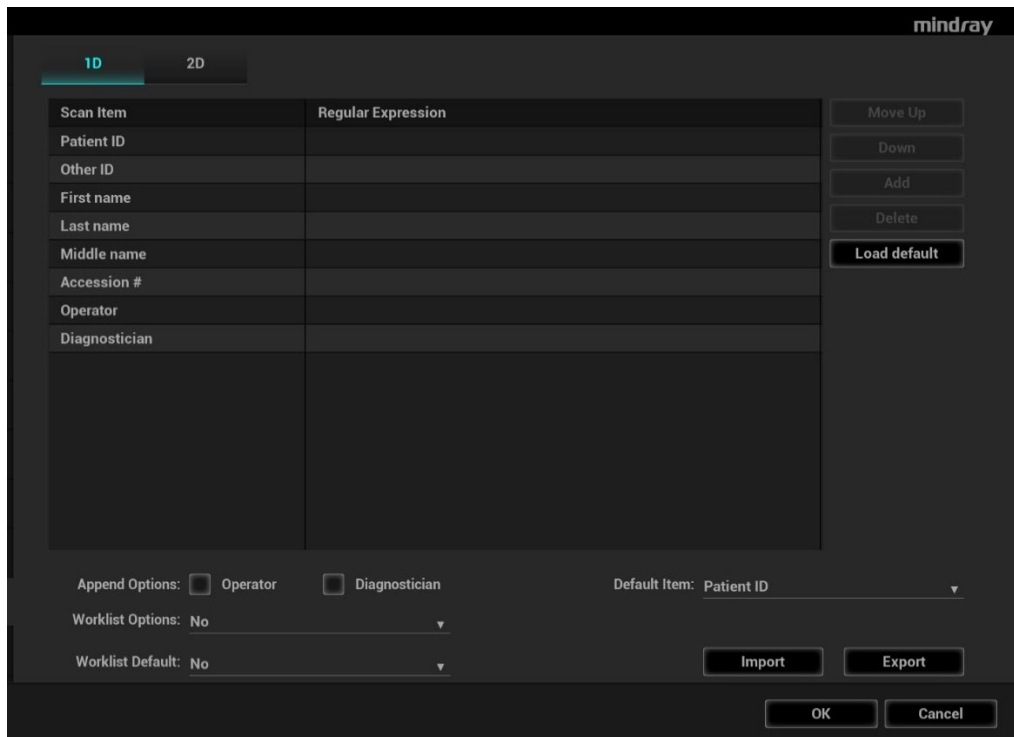 mindray
1D 2D
Scan Item Regular Expression Move Up
Patient ID Down
Other ID
First name Add
Last name Delete
Middle name Load default
Accession #
Operator
Diagnostician
Append Options: Operator Diagnostician Default Item: Patient ID
Worklist Options: No
Worklist Default: No Import Export
OK Cancel